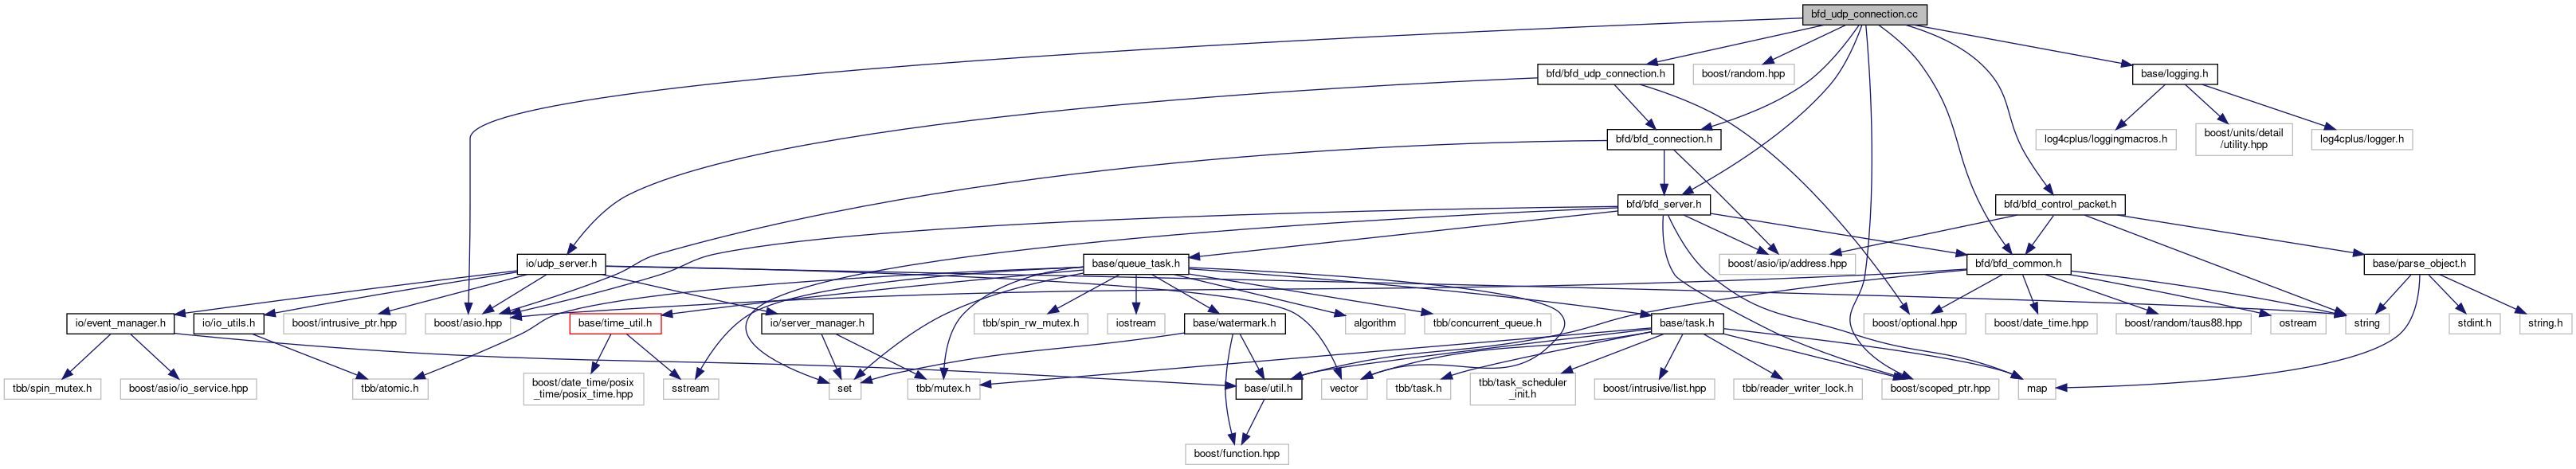 bfd_udp_connection.cc
bfd/bfd_udp_connection.h
boost/random.hpp
base/logging.h
bfd/bfd_connection.h
log4cplus/loggingmacros.h
boost/units/detail
/utility.hpp
log4cplus/logger.h
bfd/bfd_server.h
bfd/bfd_control_packet.h
io/udp_server.h
base/queue_task.h
boost/asio/ip/address.hpp
bfd/bfd_common.h
base/parse_object.h
io/event_manager.h
io/io_utils.h
boost/intrusive_ptr.hpp
boost/asio.hpp
base/time_util.h
io/server_manager.h
tbb/spin_rw_mutex.h
iostream
base/watermark.h
algorithm
tbb/concurrent_queue.h
base/task.h
boost/optional.hpp
boost/date_time.hpp
boost/random/taus88.hpp
ostream
string
stdint.h
string.h
tbb/spin_mutex.h
boost/asio/io_service.hpp
tbb/atomic.h
boost/date_time/posix
_time/posix_time.hpp
sstream
set
tbb/mutex.h
base/util.h
vector
tbb/task.h
tbb/task_scheduler
_init.h
boost/intrusive/list.hpp
tbb/reader_writer_lock.h
boost/scoped_ptr.hpp
map
boost/function.hpp